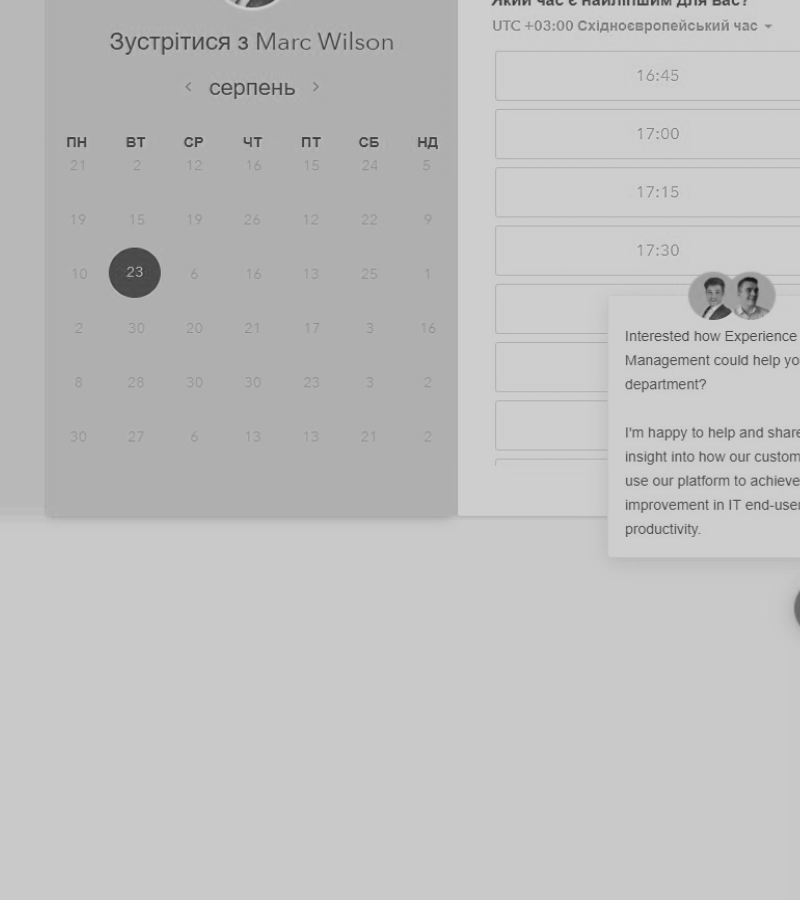 Зустрітися з Marc Wilson
серпень
ПН ВТ СР ЧТ ПТ СБ НД
21 2 12 16 15 24 5
19 15 19 26 12 22 9
10 23 6 16 13 25 1
2 30 20 21 17 3 16
8 28 30 30 23 3 2
30 27 6 13 13 21 2
Який час є найліпшим для вас?
UTC +03:00 Східноєвропейський час
16:45
17:00
17:15
17:30
Interested how Experience
Management could help yo
department?
I'm happy to help and share
insight into how our custom
use our platform to achieve
improvement in IT end-user
productivity.